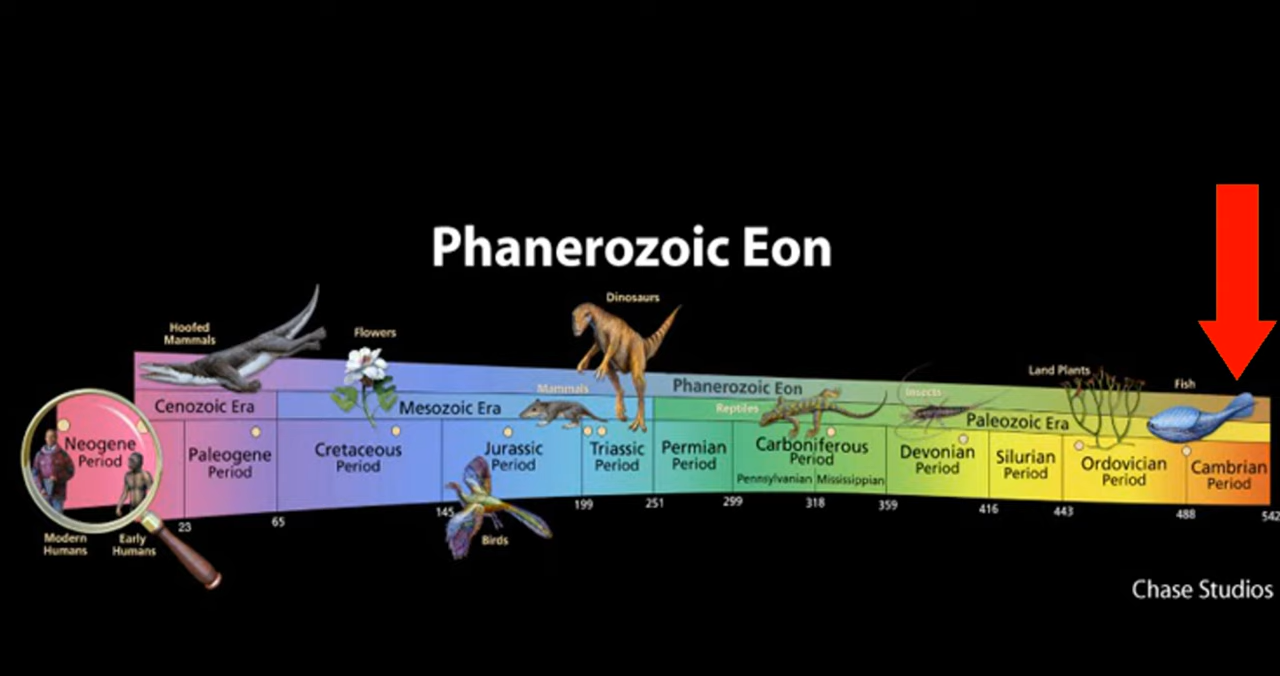 Phanerozoic Eon
Dinosaurs
Hoofed
Mammals
Flowers
Land Plants
Fish
Mammals
Phanerozoic Eon
Reptiles
Insects
Cenozoic Era
Mesozoic Era
Paleozoic Era
Neogene
Period
Paleogene
Period
Cretaceous
Period
Jurassic
Period
Triassic
Period
Permian
Period
Carboniferous
Period
Pennsylvanian
Mississippian
Devonian
Period
Silurian
Period
Ordovician
Period
Cambrian
Period
23
65
145
199
251
299
318
359
416
443
488
542
Modern
Humans
Early
Humans
Birds
Chase Studios